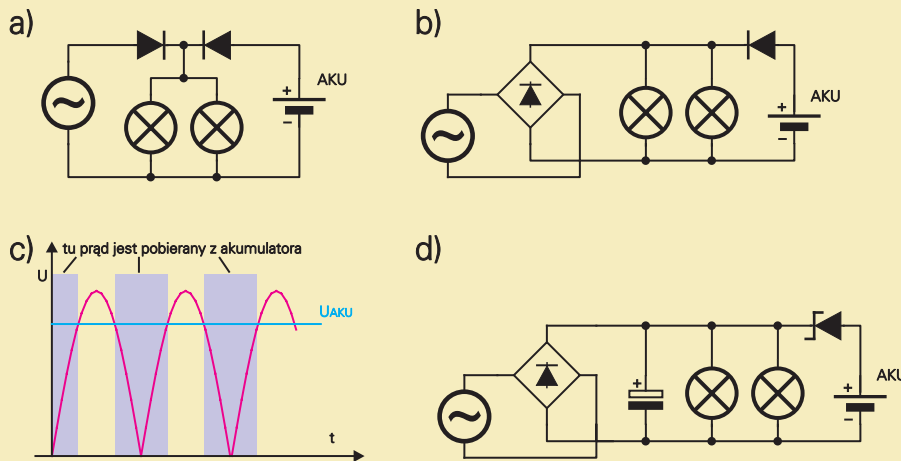 a)
AKU
+
−
b)
AKU
+
−
c)
tu prąd jest pobierany z akumulatora
U
UAKU
t
d)
+
AKU
+
−